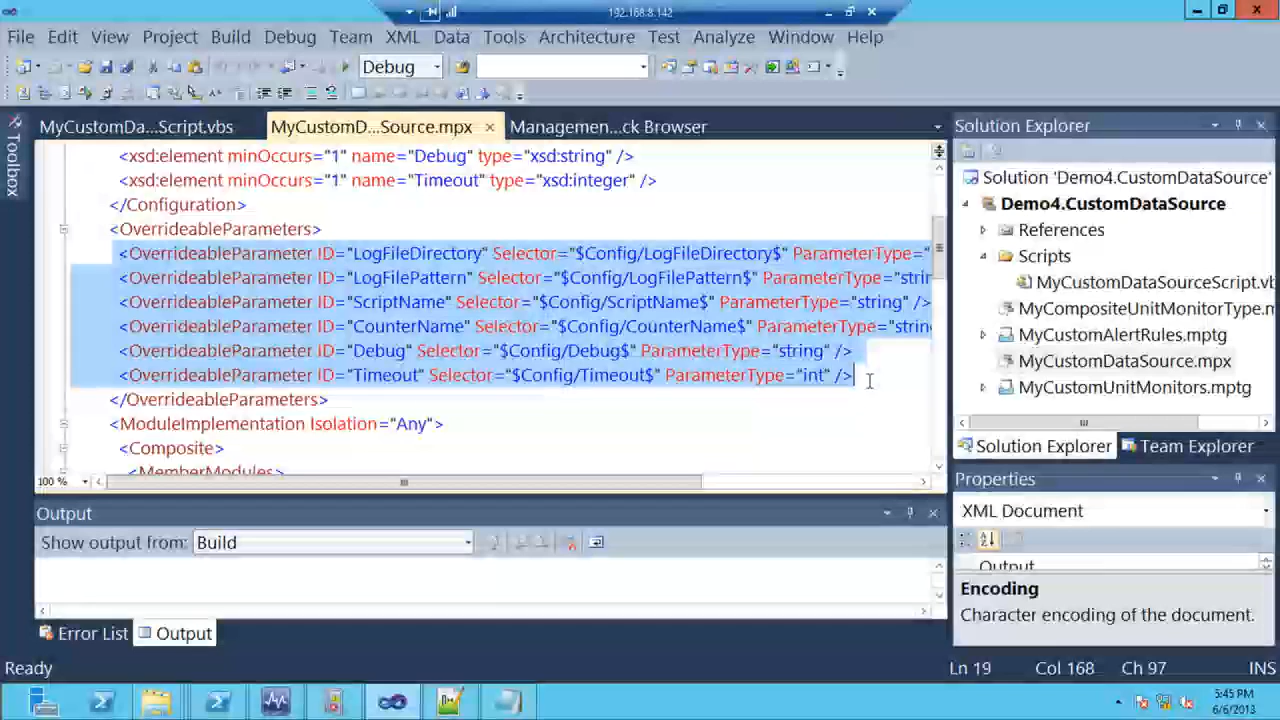 192.168.8.142
File Edit View Project Build Debug Team XML Data Tools Architecture Test Analyze Window Help
Debug
MyCustomDa...Script.vbs MyCustomD...Source.mpx Managemen...ck Browser
Toolbox
<xsd:element minOccurs="1" name="Debug" type="xsd:string" />
<xsd:element minOccurs="1" name="Timeout" type="xsd:integer" />
</Configuration>
<OverrideableParameters>
<OverrideableParameter ID="LogFileDirectory" Selector="$Config/LogFileDirectory$" ParameterType="
<OverrideableParameter ID="LogFilePattern" Selector="$Config/LogFilePattern$" ParameterType="strin
<OverrideableParameter ID="ScriptName" Selector="$Config/ScriptName$" ParameterType="string" />
<OverrideableParameter ID="CounterName" Selector="$Config/CounterName$" ParameterType="string
<OverrideableParameter ID="Debug" Selector="$Config/Debug$" ParameterType="string" />
<OverrideableParameter ID="Timeout" Selector="$Config/Timeout$" ParameterType="int" />
</OverrideableParameters>
<ModuleImplementation Isolation="Any">
<Composite>
<MemberModules>
100 %
Output
Show output from: Build
Error List Output
Solution Explorer
Solution 'Demo4.CustomDataSource'
Demo4.CustomDataSource
References
Scripts
MyCustomDataSourceScript.vb
MyCompositeUnitMonitorType.n
MyCustomAlertRules.mptg
MyCustomDataSource.mpx
MyCustomUnitMonitors.mptg
Solution Explorer Team Explorer
Properties
XML Document
Output
Encoding
Character encoding of the document.
Ready Ln 19 Col 168 Ch 97 INS
5:45 PM
6/6/2013